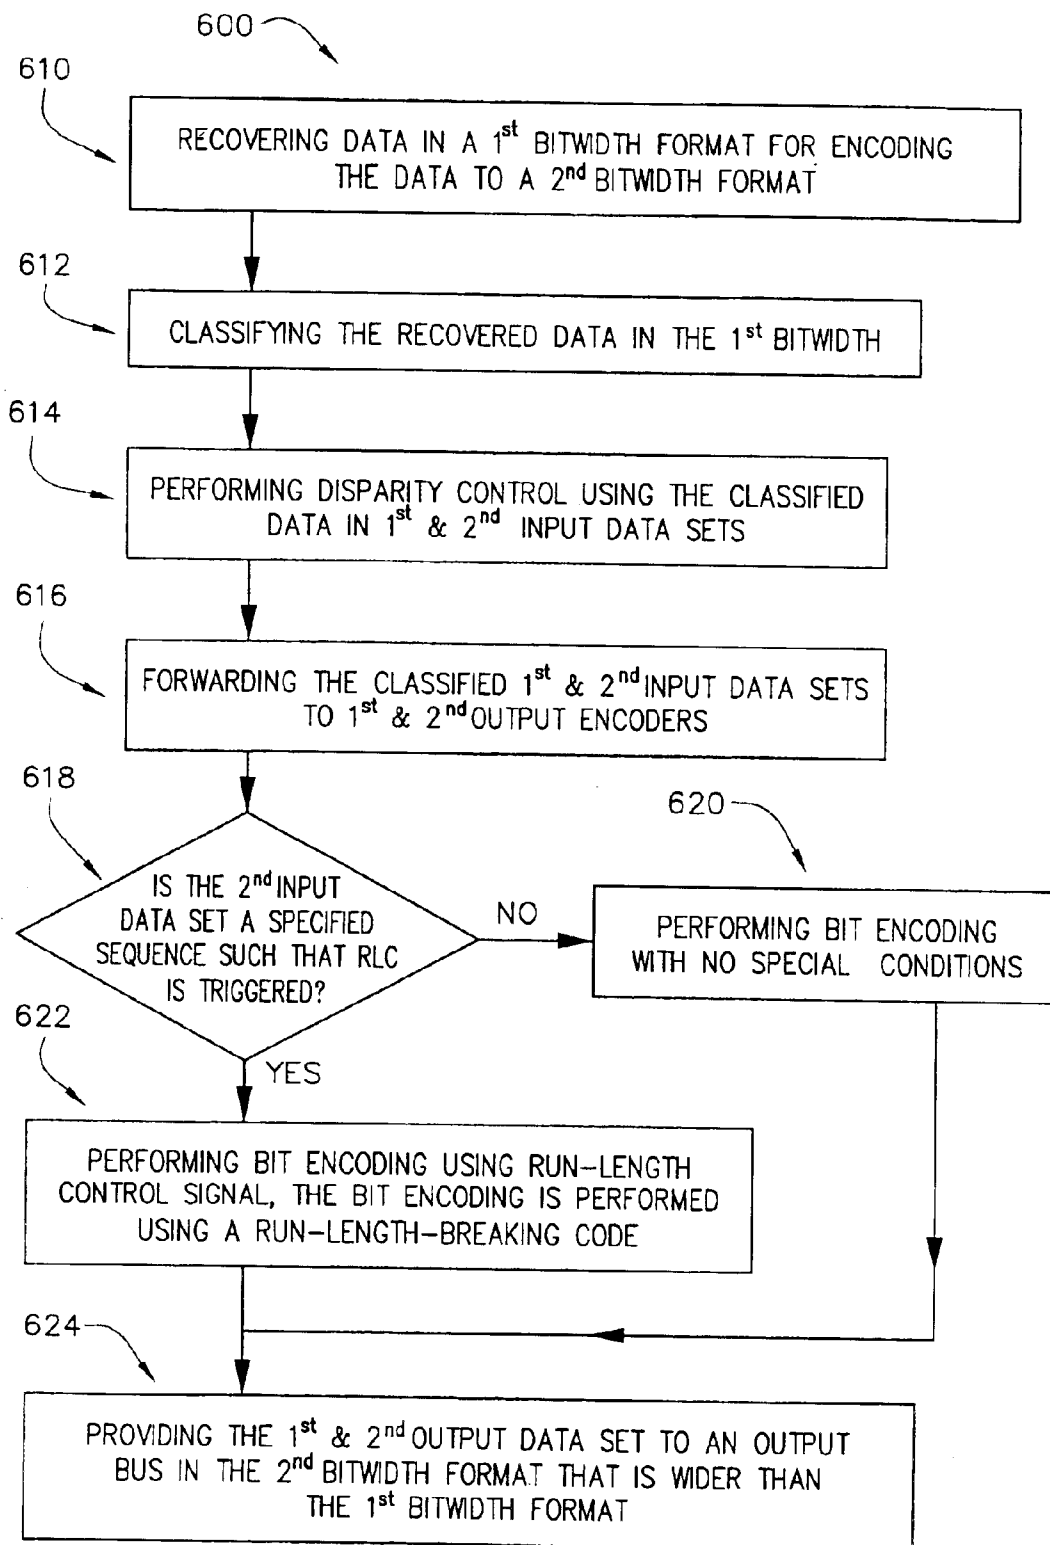 600
610
RECOVERING DATA IN A 1st BITWIDTH FORMAT FOR ENCODING
THE DATA TO A 2nd BITWIDTH FORMAT
612
CLASSIFYING THE RECOVERED DATA IN THE 1st BITWIDTH
614
PERFORMING DISPARITY CONTROL USING THE CLASSIFIED
DATA IN 1st & 2nd INPUT DATA SETS
616
FORWARDING THE CLASSIFIED 1st & 2nd INPUT DATA SETS
TO 1st & 2nd OUTPUT ENCODERS
618
IS THE 2nd INPUT
DATA SET A SPECIFIED
SEQUENCE SUCH THAT RLC
IS TRIGGERED?
NO
620
PERFORMING BIT ENCODING
WITH NO SPECIAL CONDITIONS
622
YES
PERFORMING BIT ENCODING USING RUN-LENGTH
CONTROL SIGNAL, THE BIT ENCODING IS PERFORMED
USING A RUN-LENGTH-BREAKING CODE
624
PROVIDING THE 1st & 2nd OUTPUT DATA SET TO AN OUTPUT
BUS IN THE 2nd BITWIDTH FORMAT THAT IS WIDER THAN
THE 1st BITWIDTH FORMAT